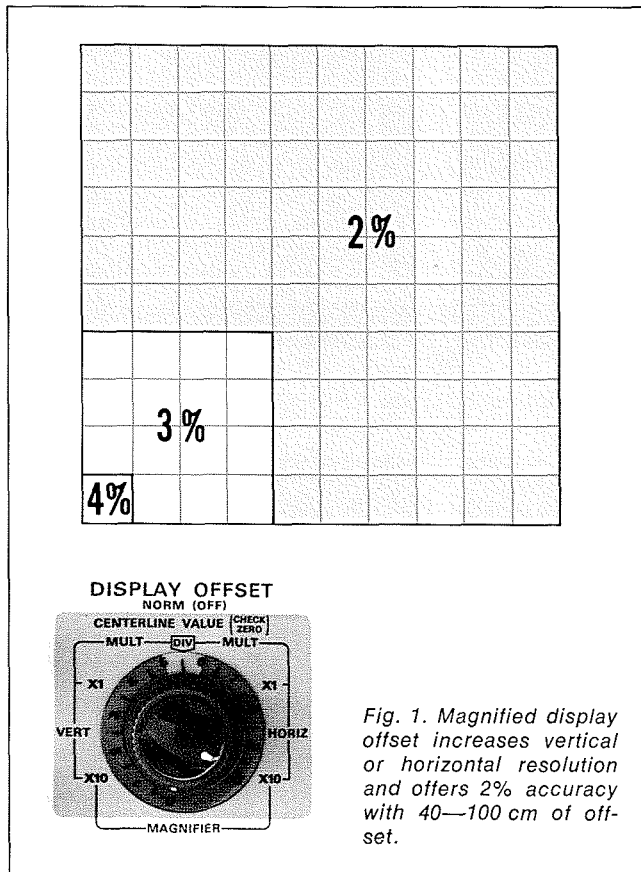 2%
3%
4%
DISPLAY OFFSET
NORM (OFF)
CENTERLINE VALUE [CHECK ZERO]
MULT DIV MULT
X1 X1
VERT HORIZ
X10 X10
MAGNIFIER
Fig. 1. Magnified display
offset increases vertical
or horizontal resolution
and offers 2% accuracy
with 40—100 cm of off-
set.